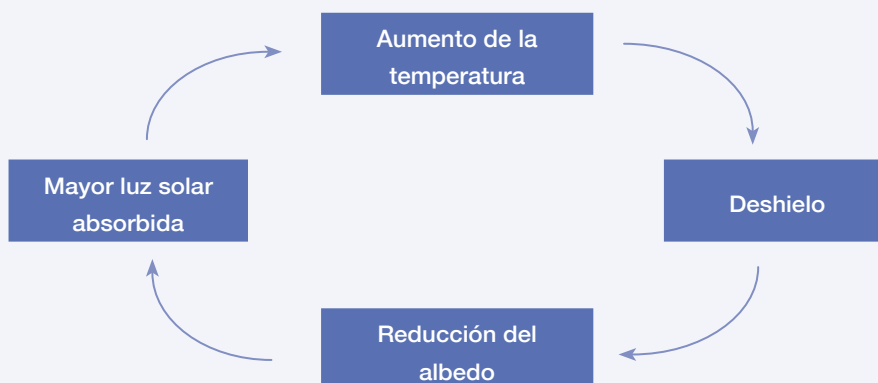 Aumento de la
temperatura
Mayor luz solar
absorbida
Deshielo
Reducción del
albedo